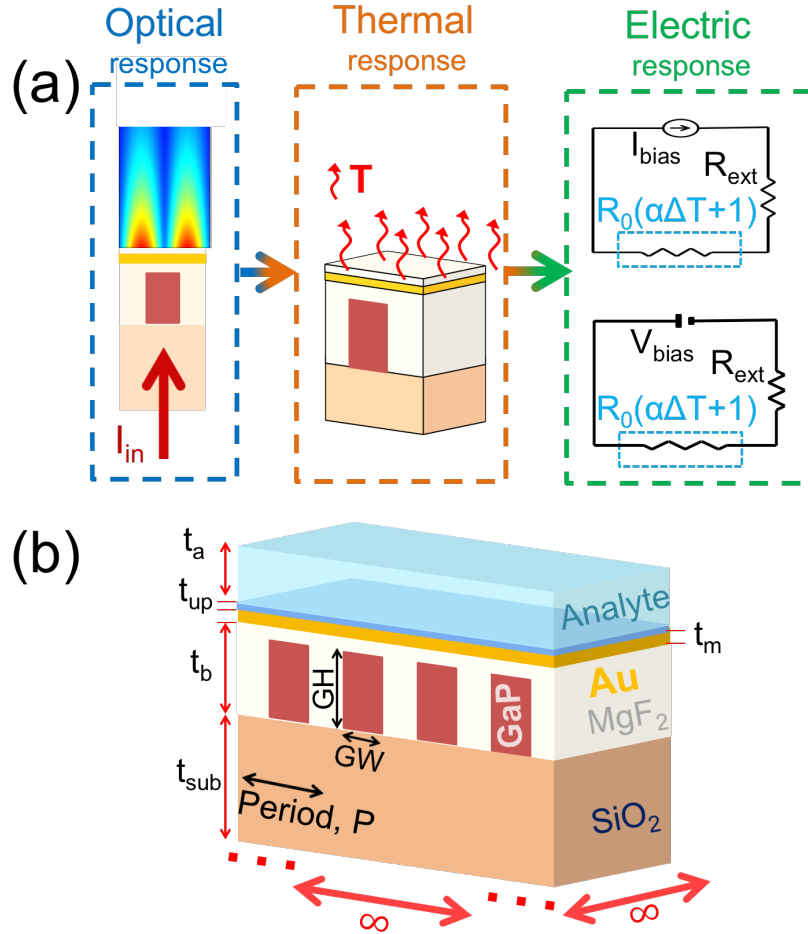 Optical
response
Thermal
response
Electric
response
(a)
I_in
T
I_bias
R_ext
R_0(αΔT+1)
V_bias
R_ext
R_0(αΔT+1)
(b)
t_a
t_up
t_b
t_sub
GH
GW
Period, P
Analyte
t_m
Au
MgF_2
GaP
SiO_2
∞
∞